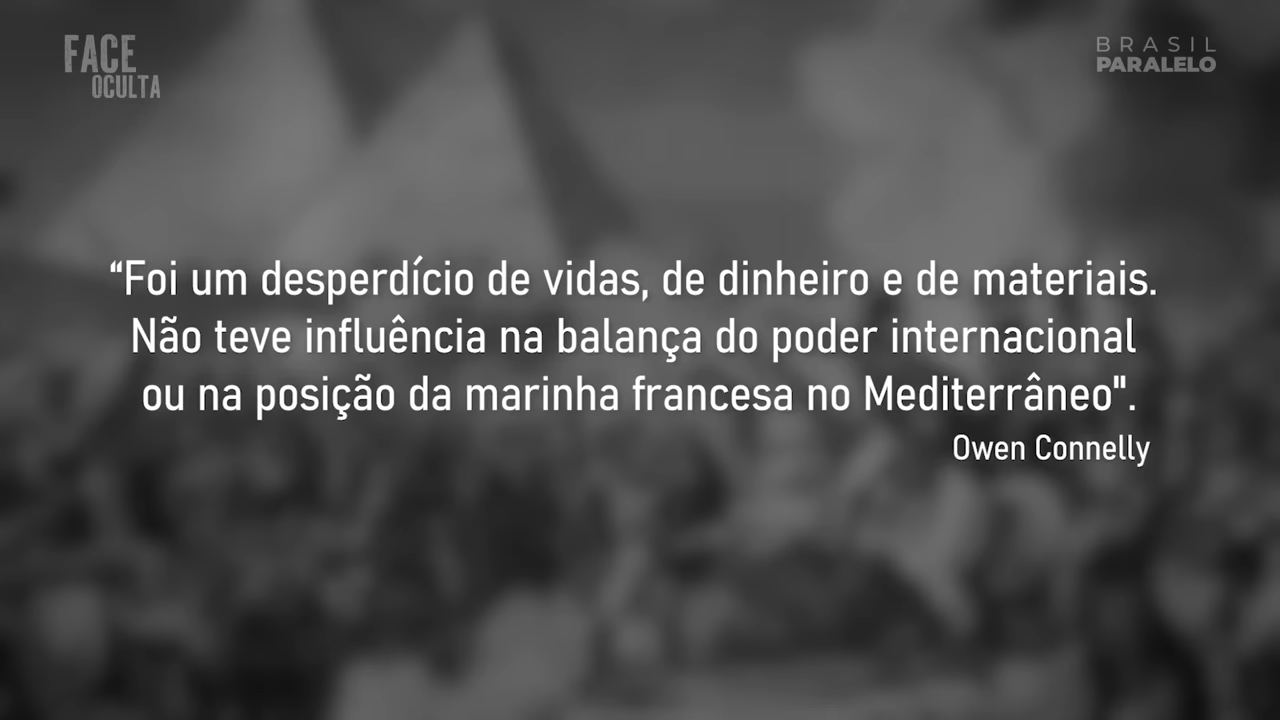 FACE
OCULTA
BRASIL
PARALELO
“Foi um desperdício de vidas, de dinheiro e de materiais.
Não teve influência na balança do poder internacional
ou na posição da marinha francesa no Mediterrâneo".
Owen Connelly